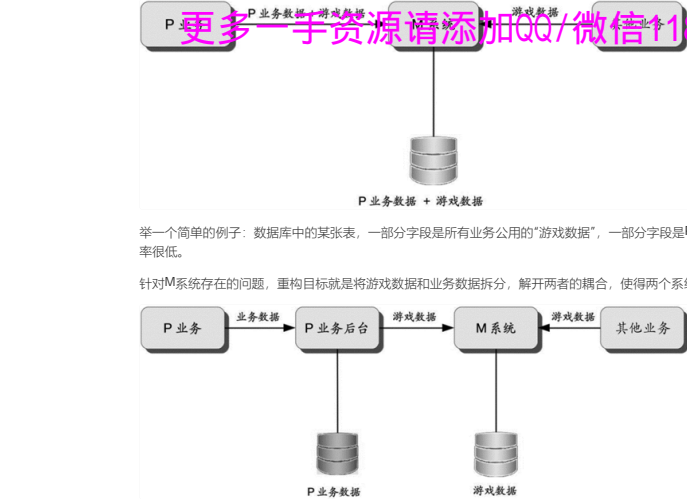 P 业务数据+游戏数据 游戏数据
P 业务 M 系统 其他业务
更多一手资源请添加QQ/微信118
P 业务数据 + 游戏数据
举一个简单的例子：数据库中的某张表，一部分字段是所有业务公用的“游戏数据”，一部分字段是
率很低。
针对M系统存在的问题，重构目标就是将游戏数据和业务数据拆分，解开两者的耦合，使得两个系
业务数据 游戏数据 游戏数据
P 业务 P 业务后台 M 系统 其他业务
P 业务数据 游戏数据